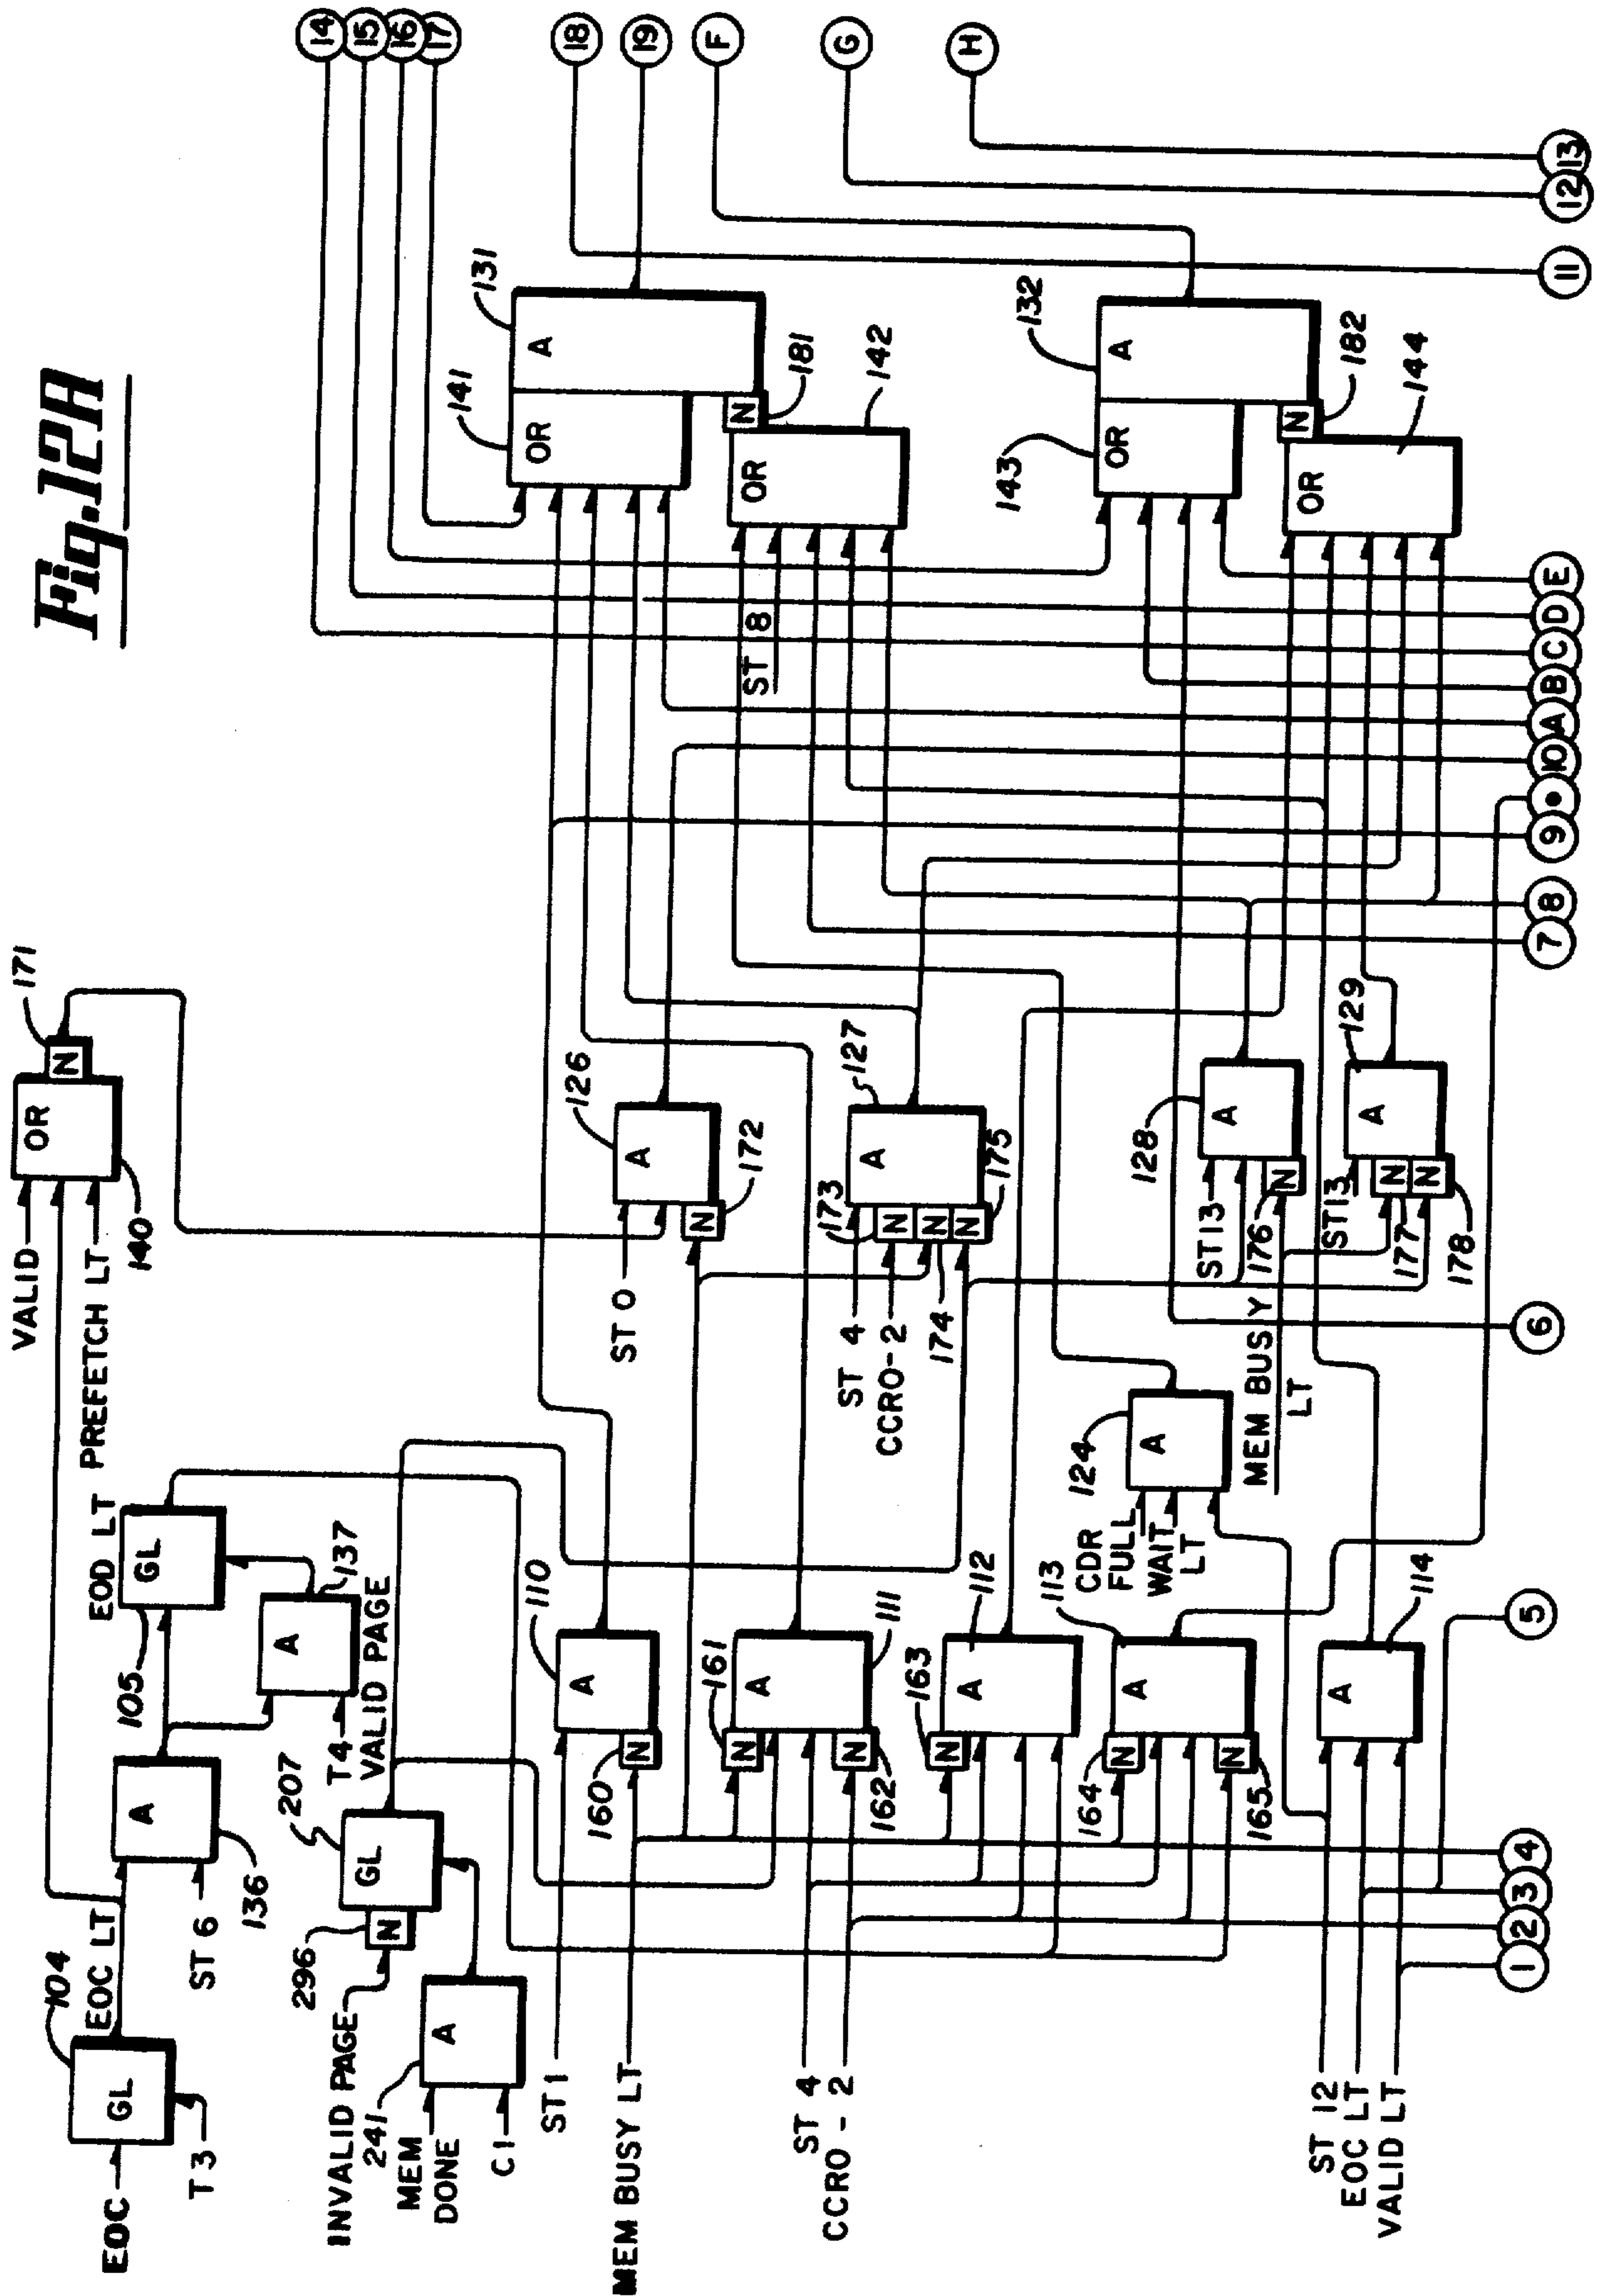 Fig.12A
14
15
16
17
18
19
F
G
H
VALID
OR
N
171
PREFETCH LT
140
104
GL
EOC LT
EOC
T3
A
ST 6
136
EOD LT
GL
105
A
137
T4
VALID PAGE
207
GL
N
296
INVALID PAGE
241
A
MEM
DONE
C1
ST1
A
110
N
160
MEM BUSY LT
161
N
A
111
N
162
ST 4
CCRO - 2
163
N
A
112
164
N
A
113
N
165
ST 12
EOC LT
VALID LT
A
114
126
A
ST 0
N
172
127
A
173
N
N
N
175
ST 4
CCRO-2
174
CDR
FULL
WAIT
LT
124
A
128
A
ST13
176
N
MEM BUSY
LT
129
A
ST13
N
177
N
178
141
OR
131
A
N
181
OR
142
ST 8
143
OR
132
A
N
182
OR
144
1
2
3
4
5
6
7
8
9
10
A
B
C
D
E
11
12
13